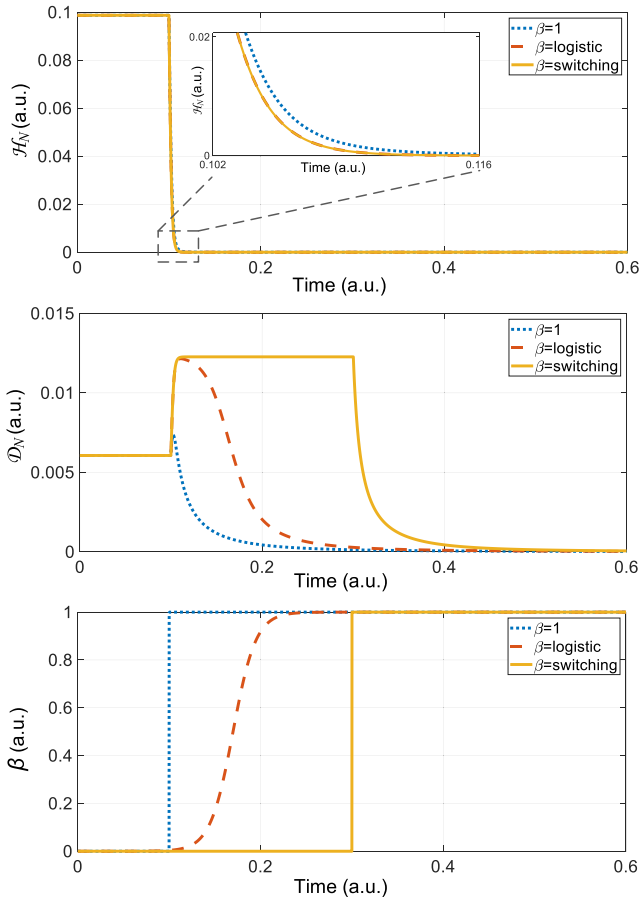 0.1
0.08
0.06
0.04
0.02
0
ℋN (a.u.)
β=1
β=logistic
β=switching
0.02
0
ℋN (a.u.)
0.102
Time (a.u.)
0.116
0
0.2
0.4
0.6
Time (a.u.)
0.015
0.01
0.005
0
𝒟N (a.u.)
β=1
β=logistic
β=switching
0
0.2
0.4
0.6
Time (a.u.)
1
0.8
0.6
0.4
0.2
0
β (a.u.)
β=1
β=logistic
β=switching
0
0.2
0.4
0.6
Time (a.u.)